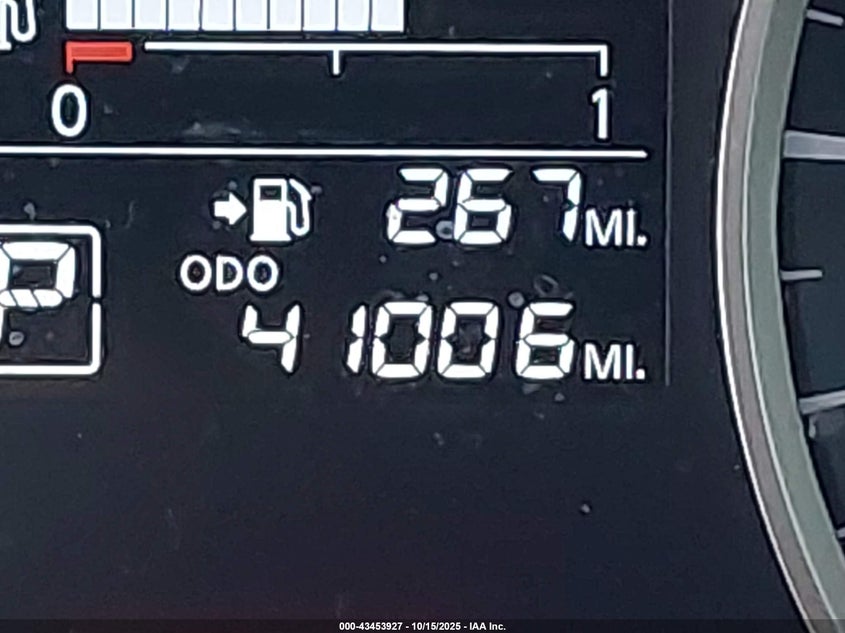 0 1
267 MI.
ODO
P
41006 MI.
000-43453927 - 10/15/2025 - IAA Inc.